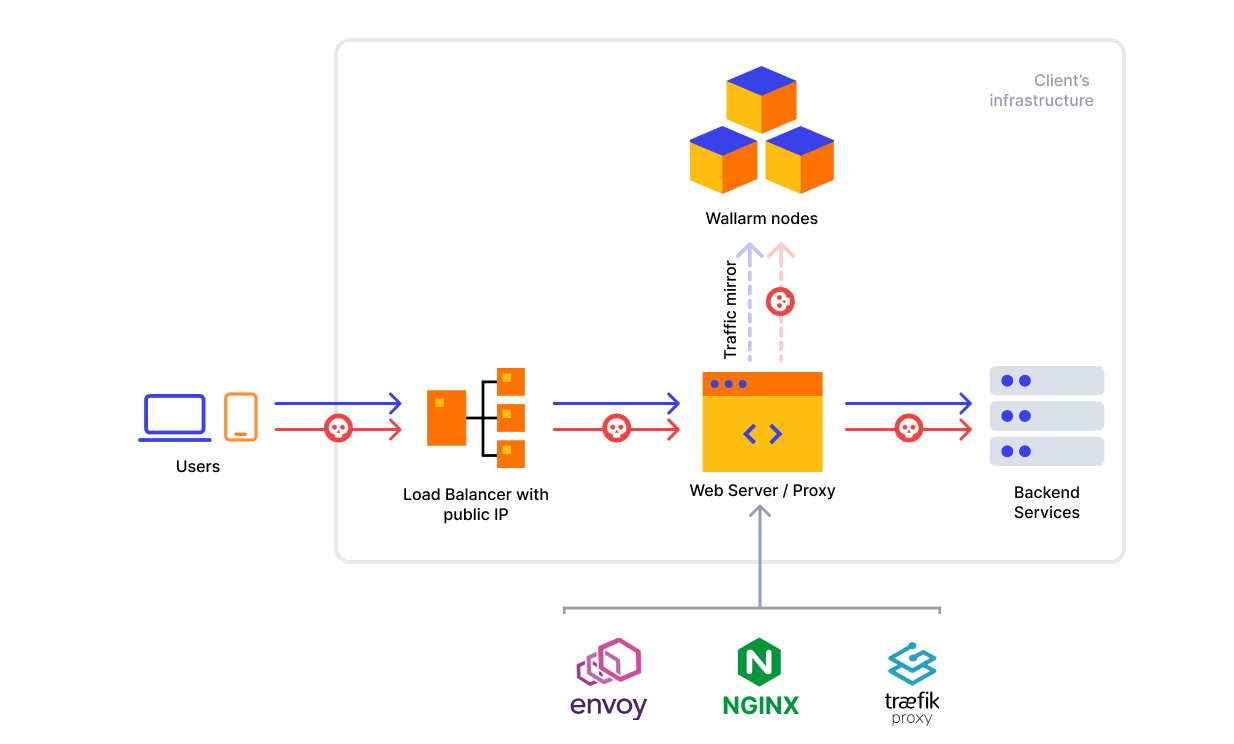 Client's
infrastructure
Wallarm nodes
Traffic mirror
Users
Load Balancer with
public IP
Web Server / Proxy
Backend
Services
envoy
NGINX
træfik
proxy